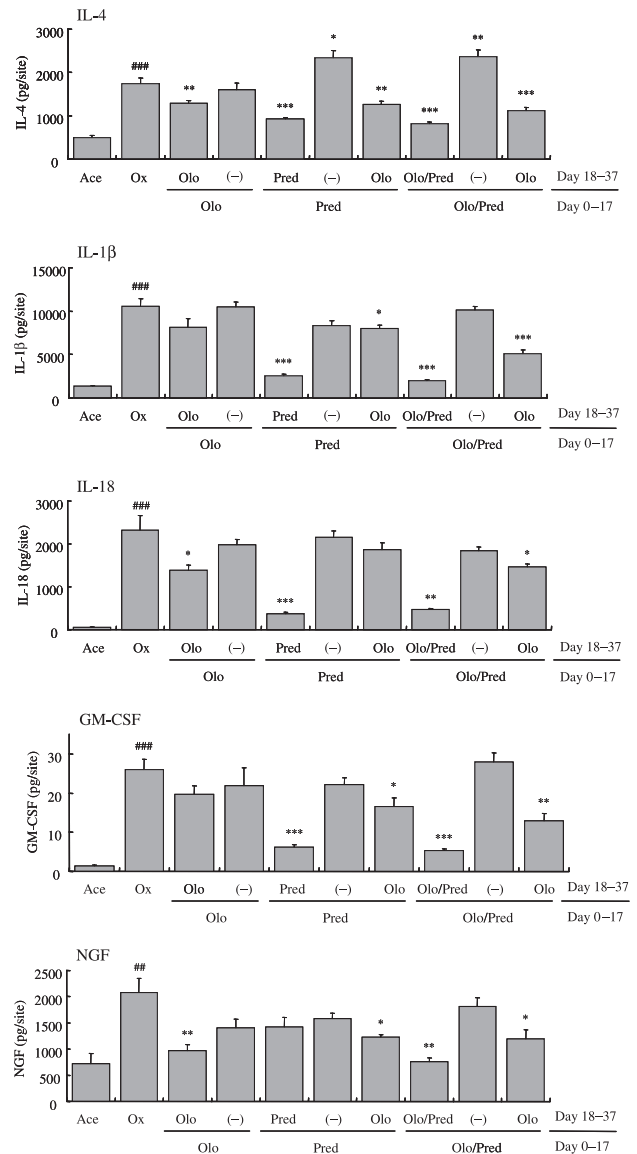 IL-4
3000
2000
1000
0
IL-4 (pg/site)
### ** *** * ** *** ** ***
Ace Ox Olo (−) Pred (−) Olo Olo/Pred (−) Olo Day 18−37
Olo Pred Olo/Pred Day 0−17
IL-1β
15000
10000
5000
0
IL-1β (pg/site)
### *** * *** ***
Ace Ox Olo (−) Pred (−) Olo Olo/Pred (−) Olo Day 18−37
Olo Pred Olo/Pred Day 0−17
IL-18
3000
2000
1000
0
IL-18 (pg/site)
### * *** ** *
Ace Ox Olo (−) Pred (−) Olo Olo/Pred (−) Olo Day 18−37
Olo Pred Olo/Pred Day 0−17
GM-CSF
30
20
10
0
GM-CSF (pg/site)
### *** * *** **
Ace Ox Olo (−) Pred (−) Olo Olo/Pred (−) Olo Day 18−37
Olo Pred Olo/Pred Day 0−17
NGF
2500
2000
1500
1000
500
0
NGF (pg/site)
## ** * ** *
Ace Ox Olo (−) Pred (−) Olo Olo/Pred (−) Olo Day 18−37
Olo Pred Olo/Pred Day 0−17